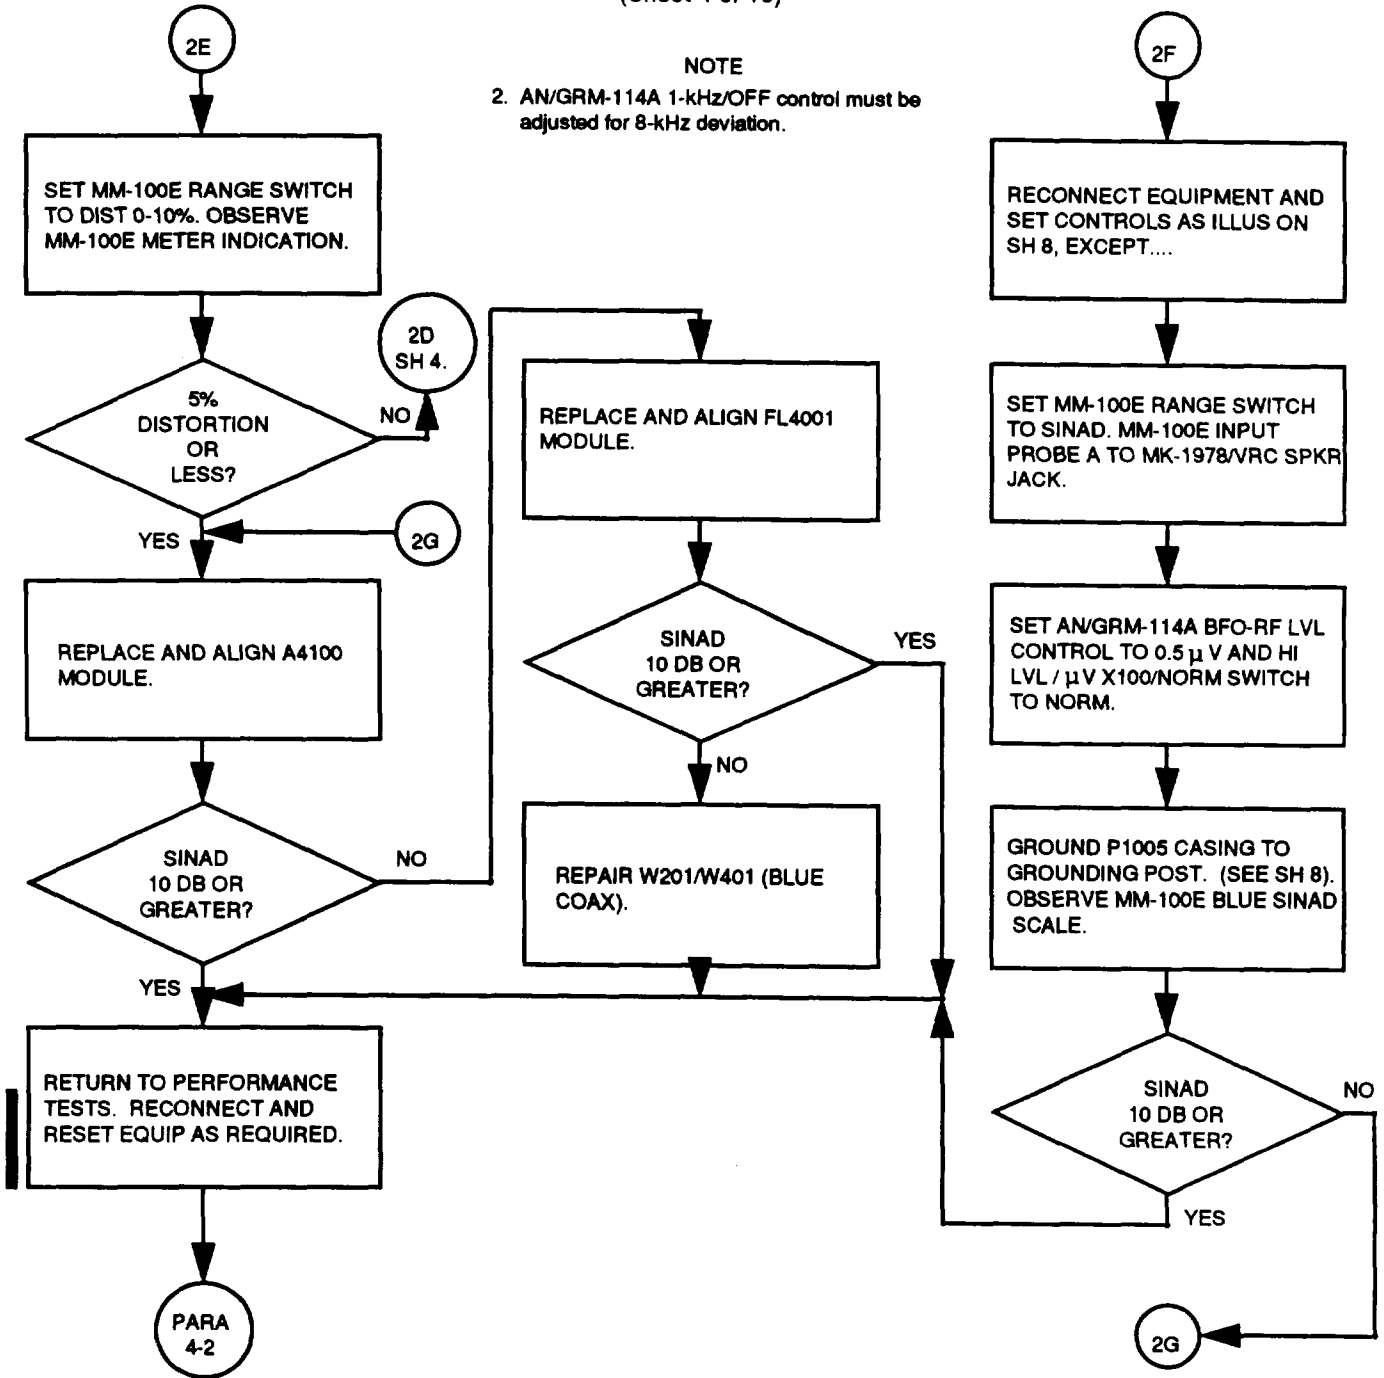 2E
NOTE
2. AN/GRM-114A 1-kHz/OFF control must be
adjusted for 8-kHz deviation.
2F
SET MM-100E RANGE SWITCH
TO DIST 0-10%. OBSERVE
MM-100E METER INDICATION.
5%
DISTORTION
OR
LESS?
NO
2D
SH 4.
YES
2G
REPLACE AND ALIGN A4100
MODULE.
SINAD
10 DB OR
GREATER?
NO
YES
RETURN TO PERFORMANCE
TESTS. RECONNECT AND
RESET EQUIP AS REQUIRED.
PARA
4-2
REPLACE AND ALIGN FL4001
MODULE.
SINAD
10 DB OR
GREATER?
YES
NO
REPAIR W201/W401 (BLUE
COAX).
RECONNECT EQUIPMENT AND
SET CONTROLS AS ILLUS ON
SH 8, EXCEPT....
SET MM-100E RANGE SWITCH
TO SINAD. MM-100E INPUT
PROBE A TO MK-1978/VRC SPKR
JACK.
SET AN/GRM-114A BFO-RF LVL
CONTROL TO 0.5 µ V AND HI
LVL / µV X100/NORM SWITCH
TO NORM.
GROUND P1005 CASING TO
GROUNDING POST. (SEE SH 8).
OBSERVE MM-100E BLUE SINAD
SCALE.
SINAD
10 DB OR
GREATER?
NO
YES
2G